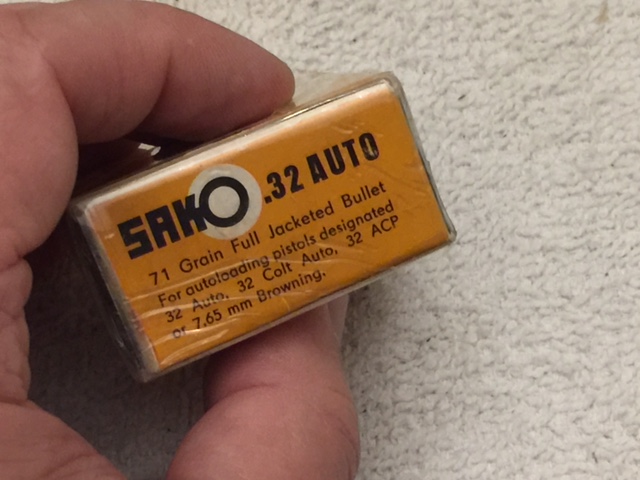 SAKO .32 AUTO
71 Grain Full Jacketed Bullet
For autoloading pistols designated
32 Auto, 32 Colt Auto, 32 ACP
or 7.65 mm Browning.